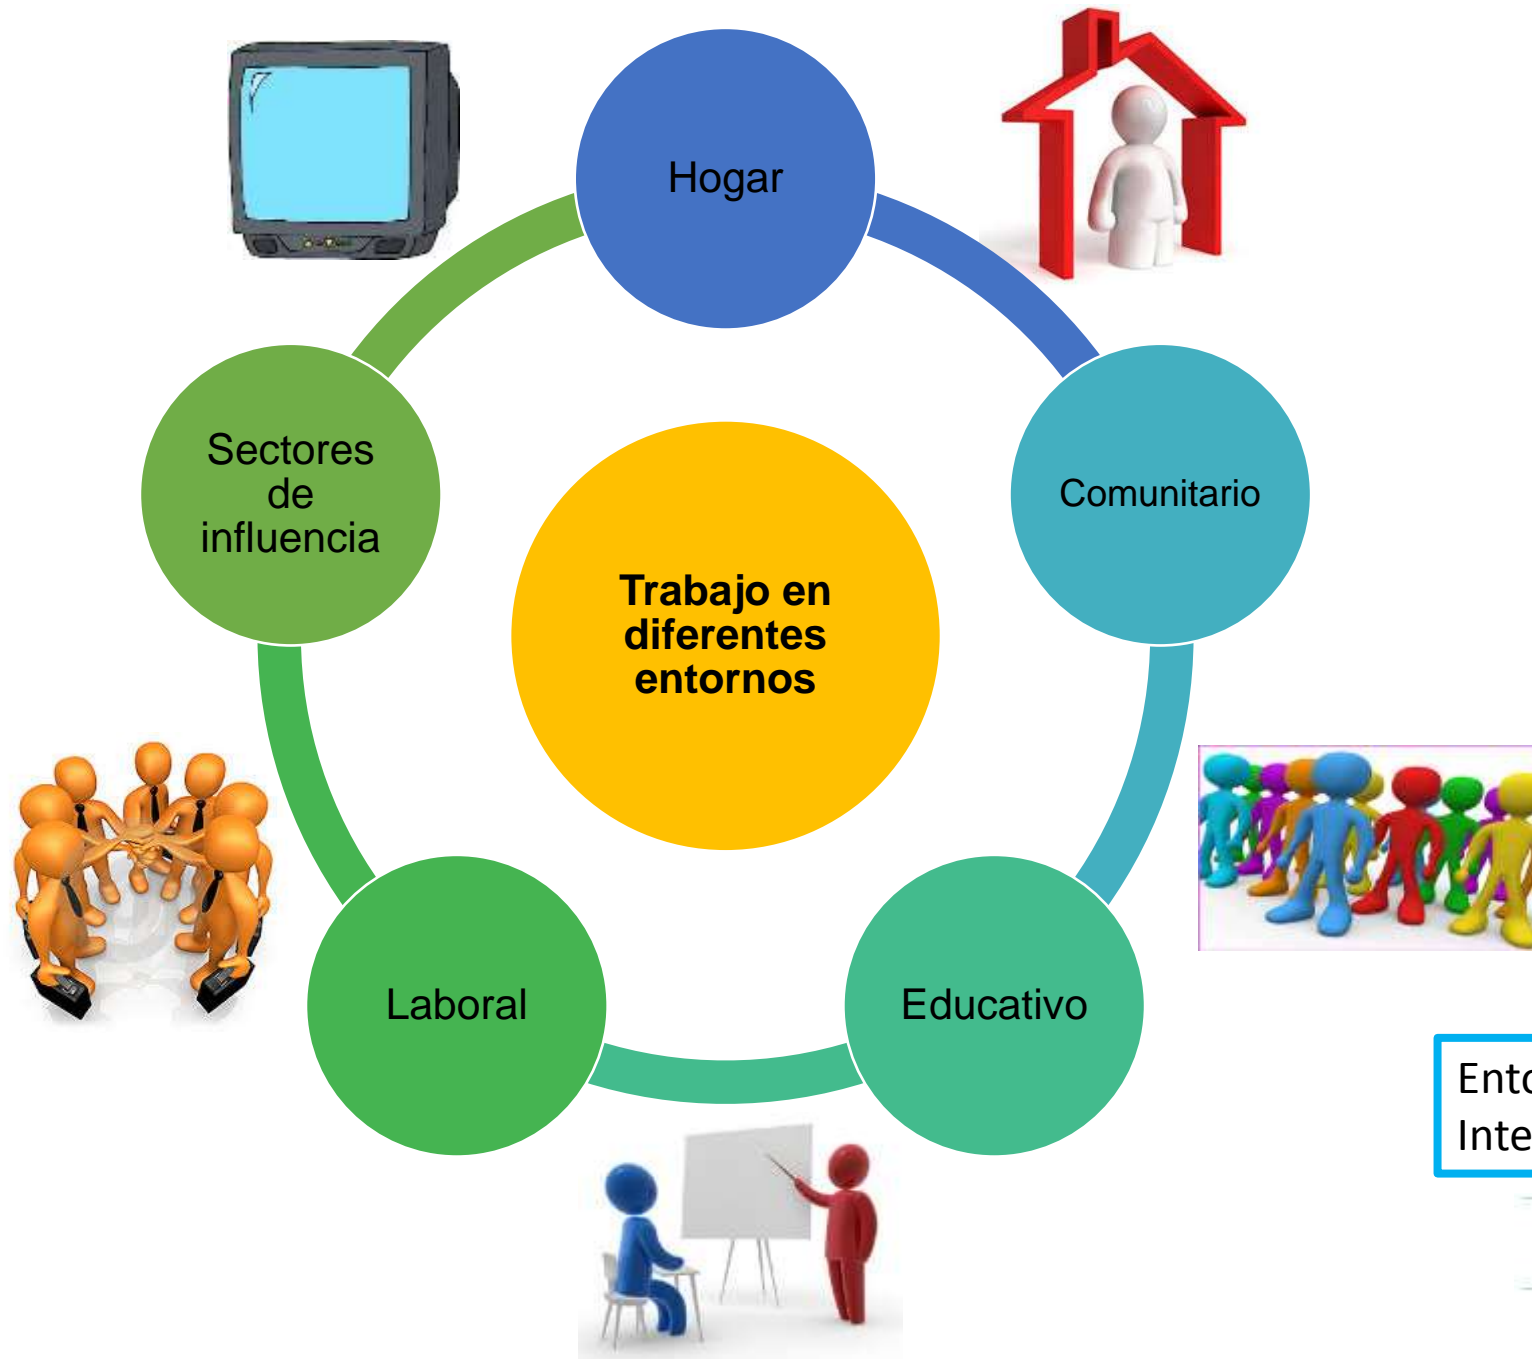 Hogar
Sectores
de
influencia
Comunitario
Trabajo en
diferentes
entornos
Laboral
Educativo